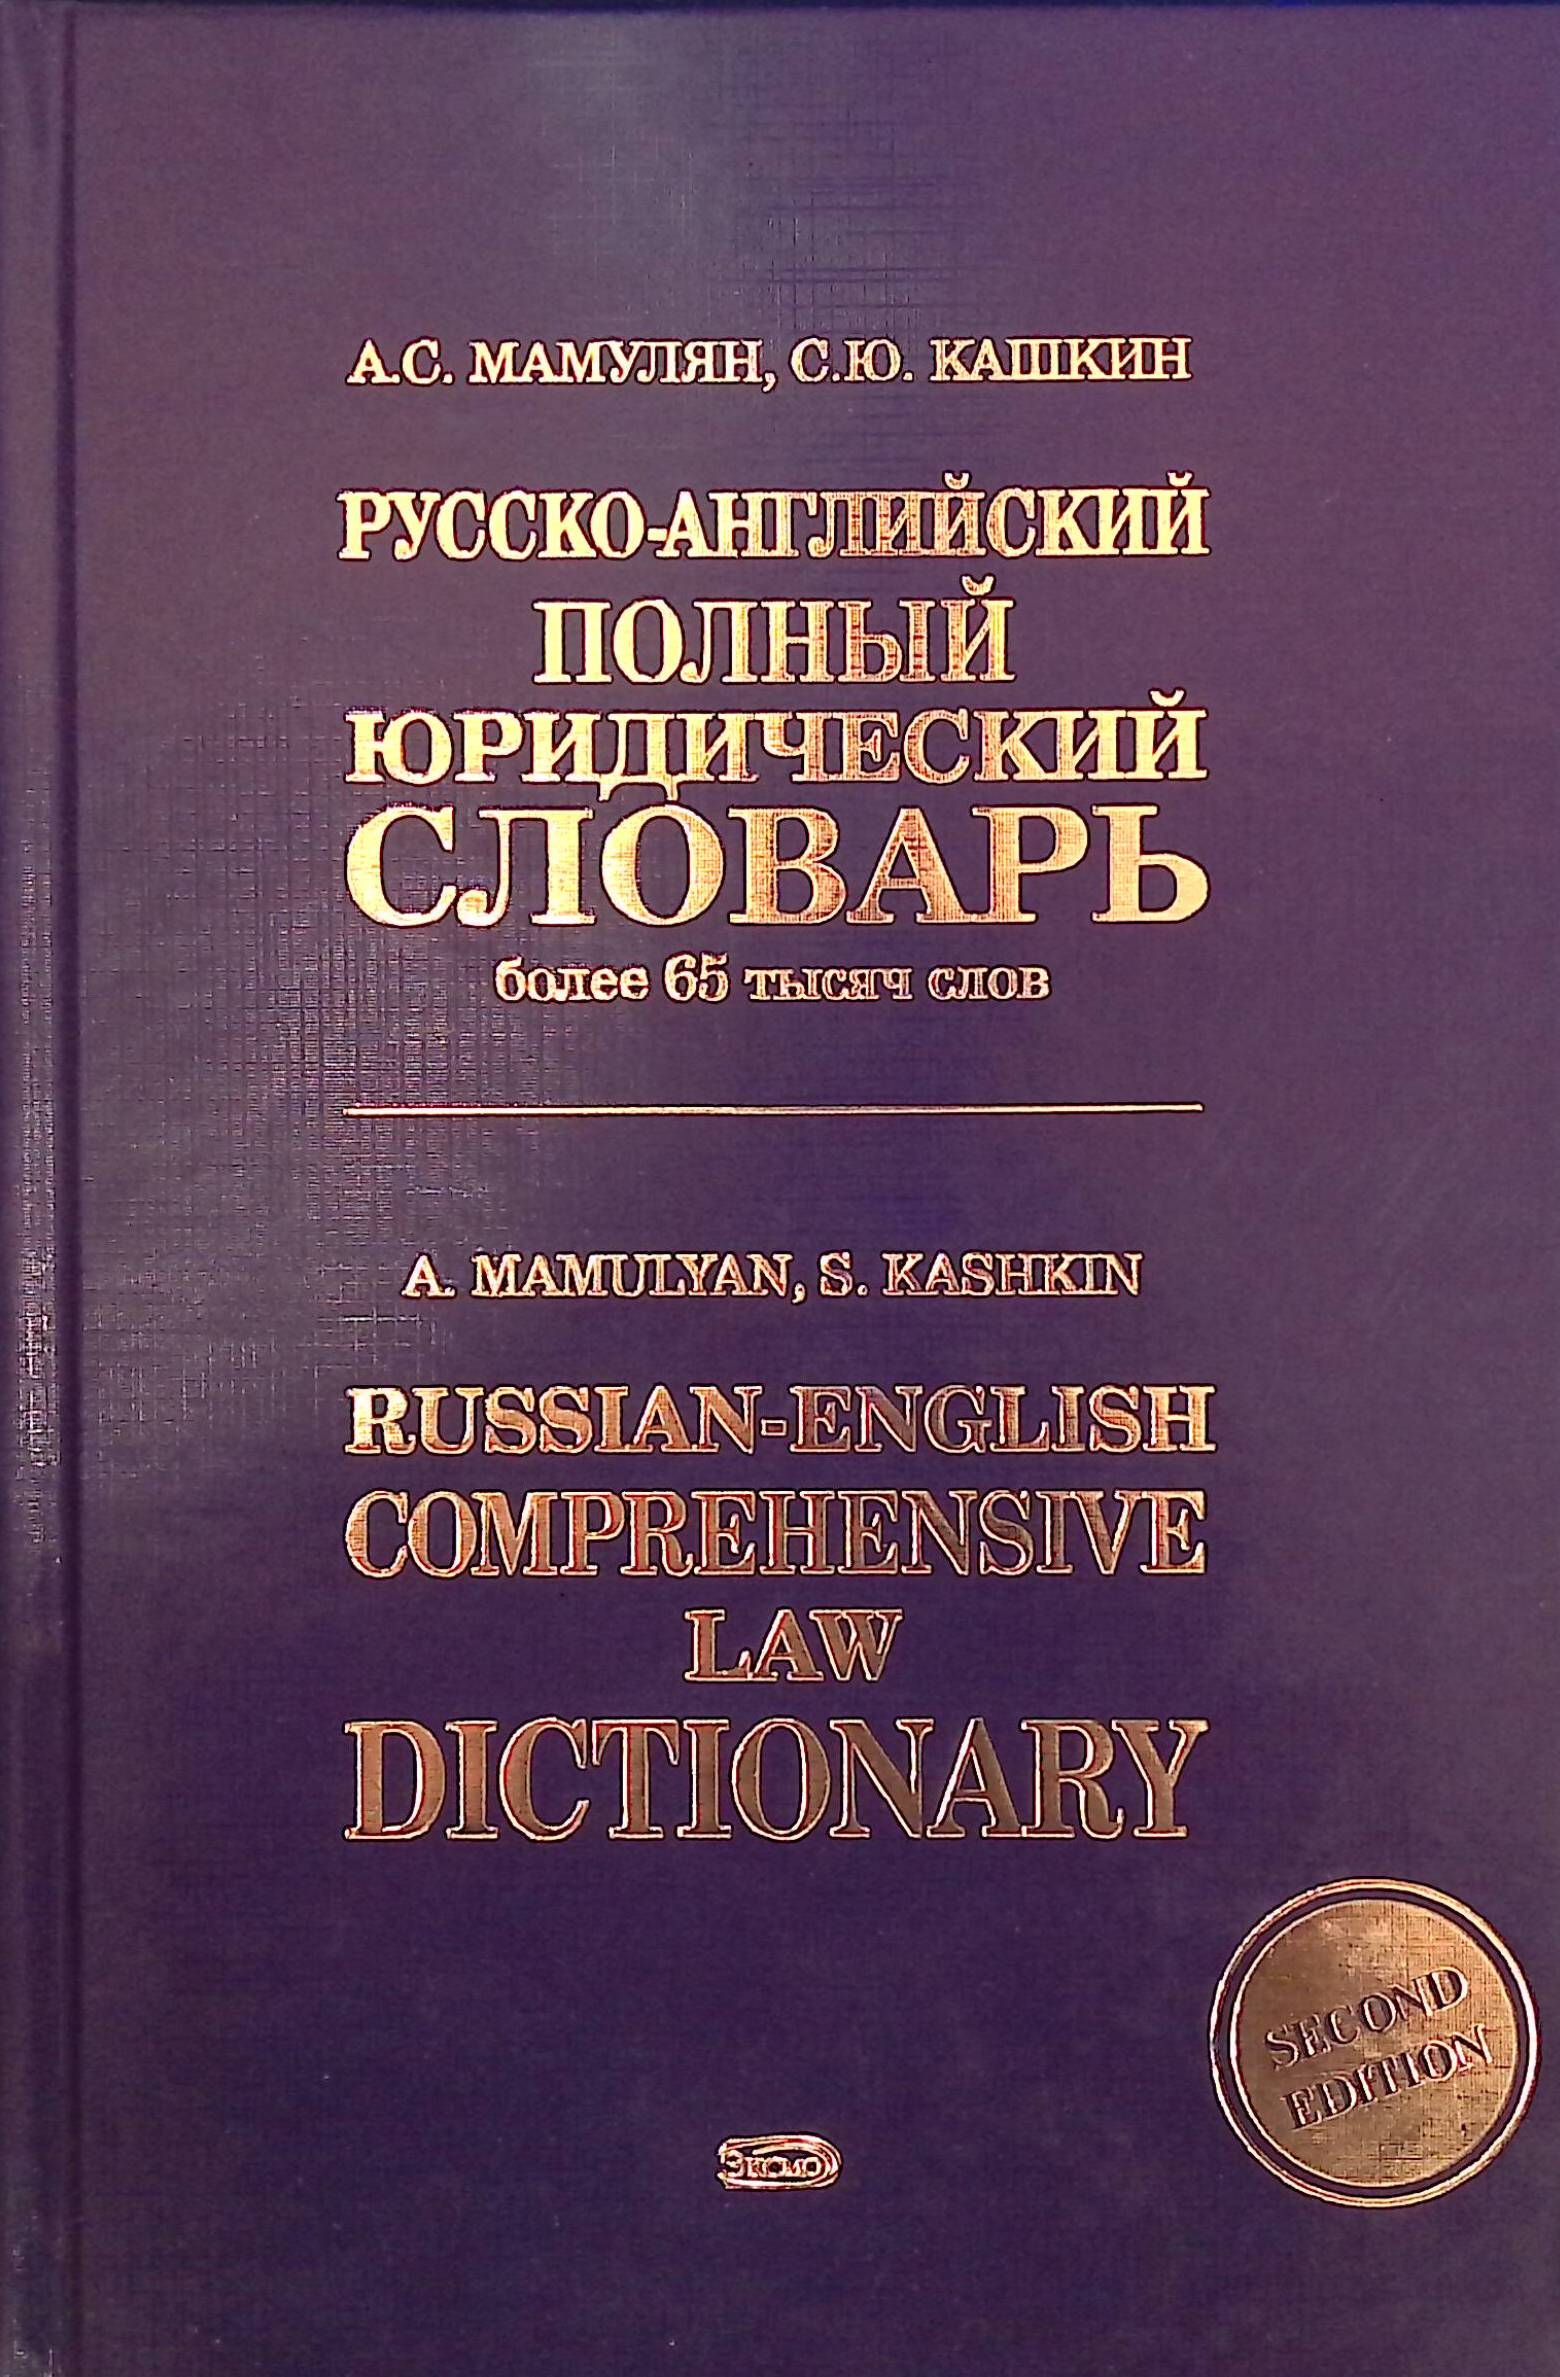 А.С. МАМУЛЯН, С.Ю. КАШКИН
РУССКО-АНГЛИЙСКИЙ
ПОЛНЫЙ
ЮРИДИЧЕСКИЙ
СЛОВАРЬ
более 65 тысяч слов
A. MAMULYAN, S. KASHKIN
RUSSIAN-ENGLISH
COMPREHENSIVE
LAW
DICTIONARY
SECOND
EDITION
ЭКСМО